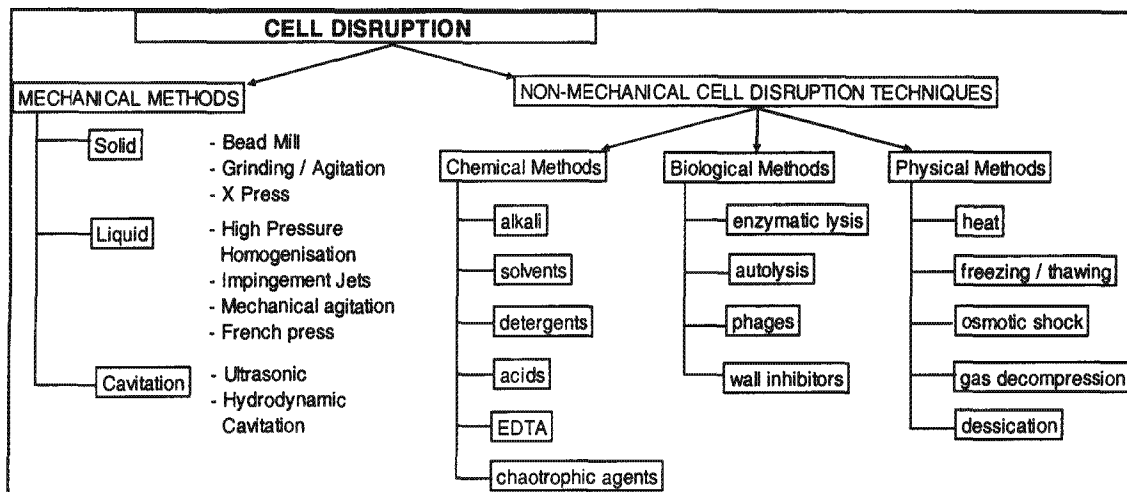 CELL DISRUPTION
MECHANICAL METHODS
Solid
- Bead Mill
- Grinding / Agitation
- X Press
Liquid
- High Pressure
Homogenisation
- Impingement Jets
- Mechanical agitation
- French press
Cavitation
- Ultrasonic
- Hydrodynamic
Cavitation
NON-MECHANICAL CELL DISRUPTION TECHNIQUES
Chemical Methods
alkali
solvents
detergents
acids
EDTA
chaotrophic agents
Biological Methods
enzymatic lysis
autolysis
phages
wall inhibitors
Physical Methods
heat
freezing / thawing
osmotic shock
gas decompression
dessication